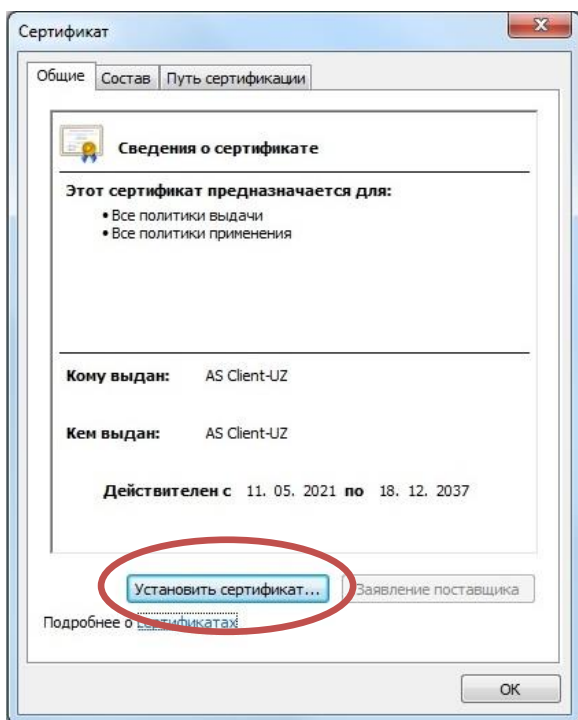 Сертификат
Общие Состав Путь сертификации
Сведения о сертификате
Этот сертификат предназначается для:
• Все политики выдачи
• Все политики применения
Кому выдан: AS Client-UZ
Кем выдан: AS Client-UZ
Действителен с 11. 05. 2021 по 18. 12. 2037
Установить сертификат... Заявление поставщика
Подробнее о сертификатах
ОК